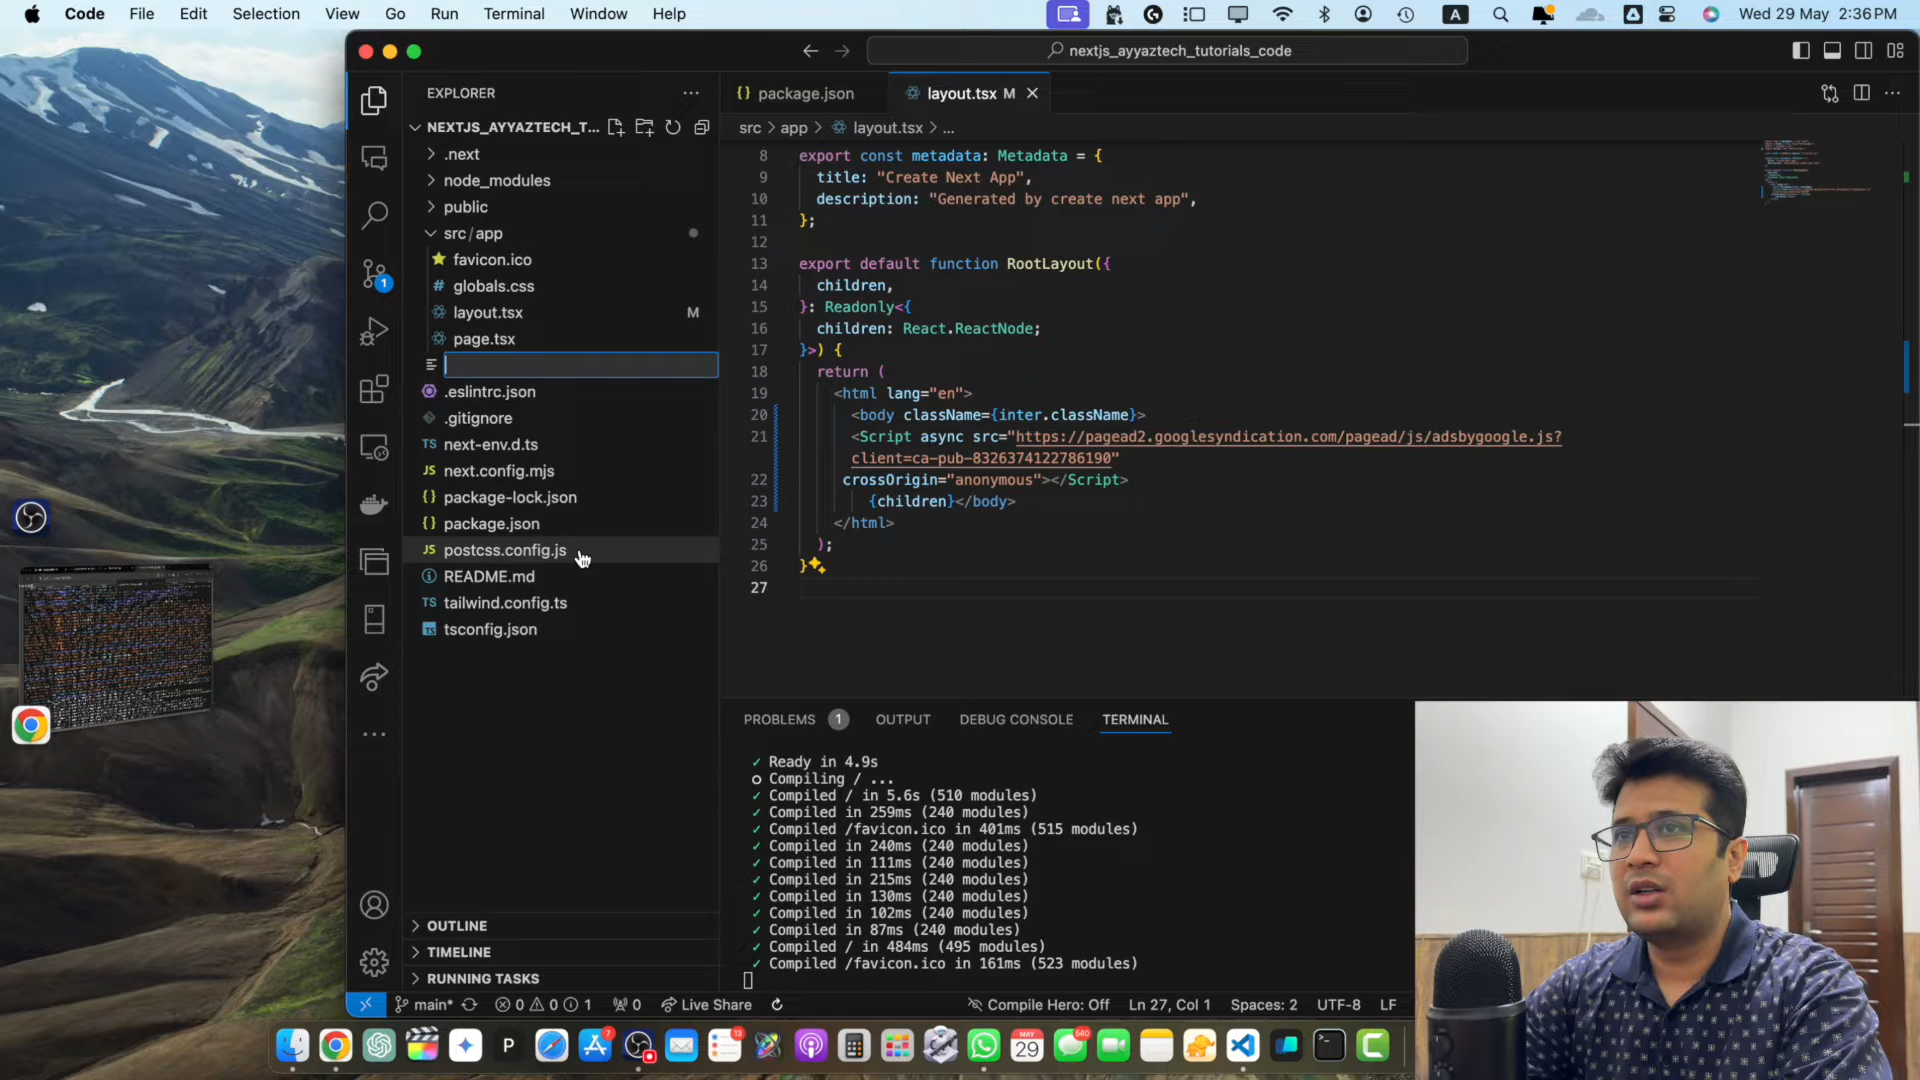 Code File Edit Selection View Go Run Terminal Window Help
A
Wed 29 May 2:36 PM
nextjs_ayyaztech_tutorials_code
EXPLORER
NEXTJS_AYYAZTECH_T...
.next
node_modules
public
src/app
favicon.ico
# globals.css
layout.tsx M
page.tsx
.eslintrc.json
.gitignore
TS next-env.d.ts
JS next.config.mjs
{} package-lock.json
{} package.json
JS postcss.config.js
README.md
TS tailwind.config.ts
TS tsconfig.json
OUTLINE
TIMELINE
RUNNING TASKS
1
{} package.json
layout.tsx M
src > app > layout.tsx > ...
8 export const metadata: Metadata = {
9 title: "Create Next App",
10 description: "Generated by create next app",
11 };
12
13 export default function RootLayout({
14 children,
15 }: Readonly<{
16 children: React.ReactNode;
17 }>) {
18 return (
19 <html lang="en">
20 <body className={inter.className}>
21 <Script async src="https://pagead2.googlesyndication.com/pagead/js/adsbygoogle.js?
client=ca-pub-8326374122786190"
22 crossOrigin="anonymous"></Script>
23 {children}</body>
24 </html>
25 );
26 }
27
PROBLEMS 1 OUTPUT DEBUG CONSOLE TERMINAL
✓ Ready in 4.9s
○ Compiling / ...
✓ Compiled / in 5.6s (510 modules)
✓ Compiled in 259ms (240 modules)
✓ Compiled /favicon.ico in 401ms (515 modules)
✓ Compiled in 240ms (240 modules)
✓ Compiled in 111ms (240 modules)
✓ Compiled in 215ms (240 modules)
✓ Compiled in 130ms (240 modules)
✓ Compiled in 102ms (240 modules)
✓ Compiled in 87ms (240 modules)
✓ Compiled / in 484ms (495 modules)
✓ Compiled /favicon.ico in 161ms (523 modules)
main* 0 0 1 0 Live Share Compile Hero: Off Ln 27, Col 1 Spaces: 2 UTF-8 LF
P 7 13 MAY 29 540